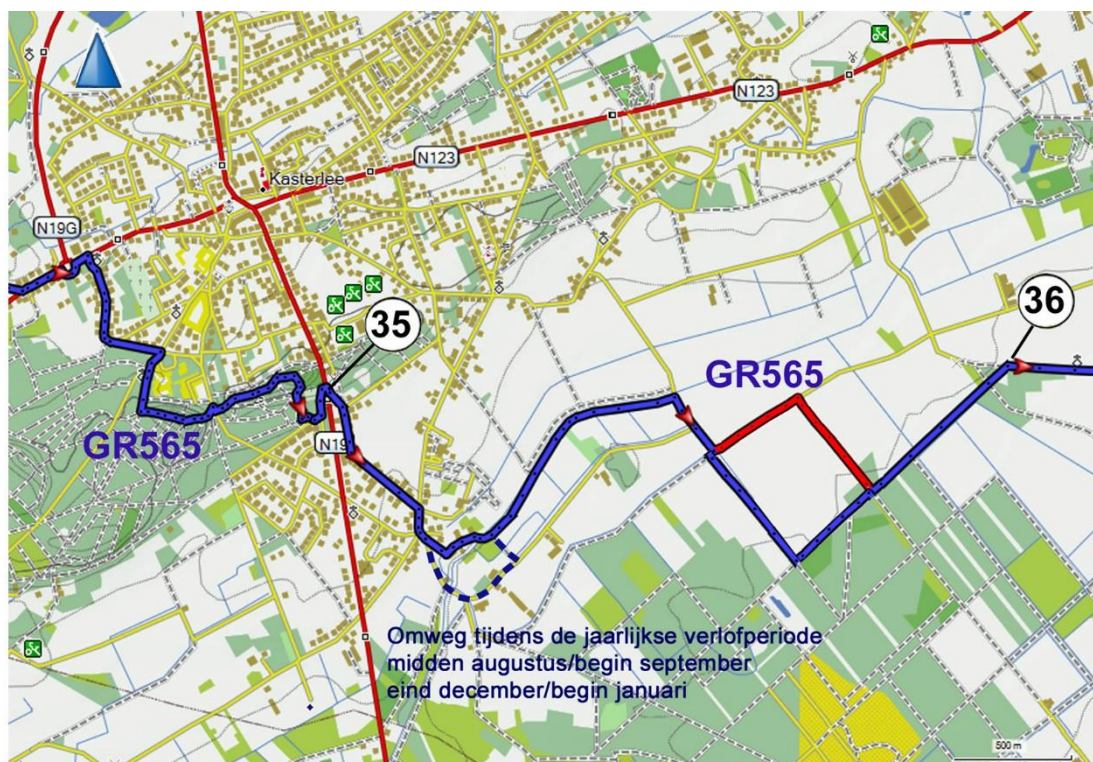 N123
N123
Kasterlee
N19G
35
36
GR565
GR565
N19
Omweg tijdens de jaarlijkse verlofperiode
midden augustus/begin september
eind december/begin januari
500 m